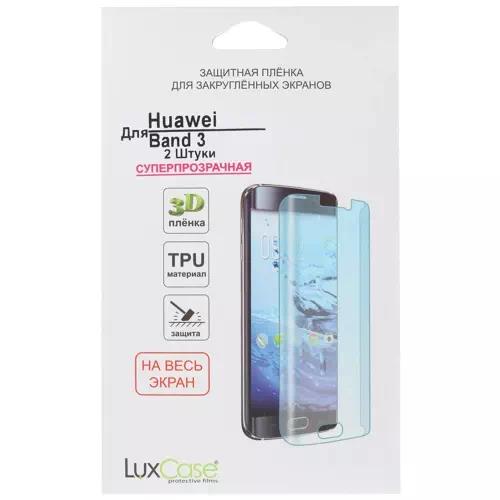 ЗАЩИТНАЯ ПЛЁНКА
ДЛЯ ЗАКРУГЛЁННЫХ ЭКРАНОВ
Для Huawei
Band 3
2 Штуки
СУПЕРПРОЗРАЧНАЯ
3D
плёнка
TPU
материал
защита
НА ВЕСЬ
ЭКРАН
LuxCase®
protective films